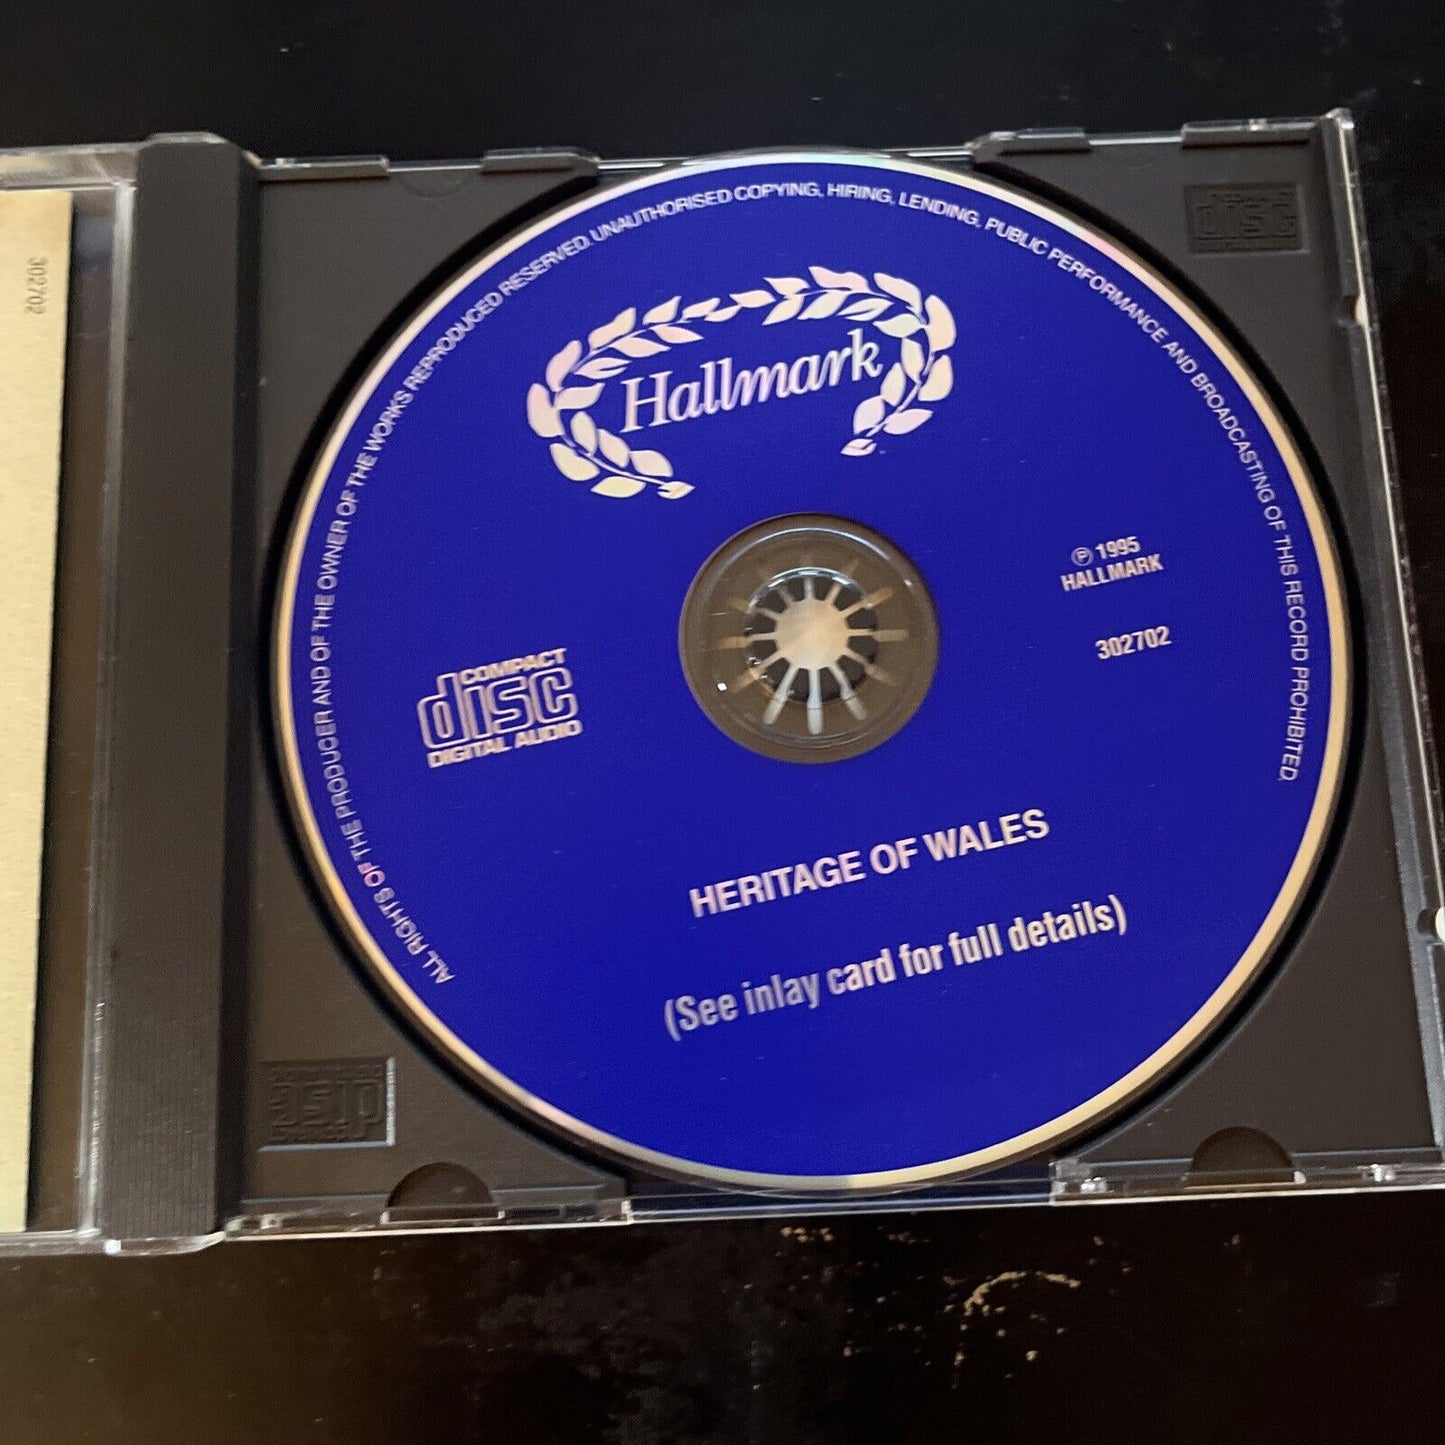 302702
ALL RIGHTS OF THE PRODUCER AND OF THE OWNER OF THE WORKS REPRODUCED RESERVED. UNAUTHORISED COPYING, HIRING, LENDING, PUBLIC PERFORMANCE AND BROADCASTING OF THIS RECORD PROHIBITED.
Hallmark
℗ 1995
HALLMARK
302702
COMPACT
disc
DIGITAL AUDIO
HERITAGE OF WALES
(See inlay card for full details)
disc
disc